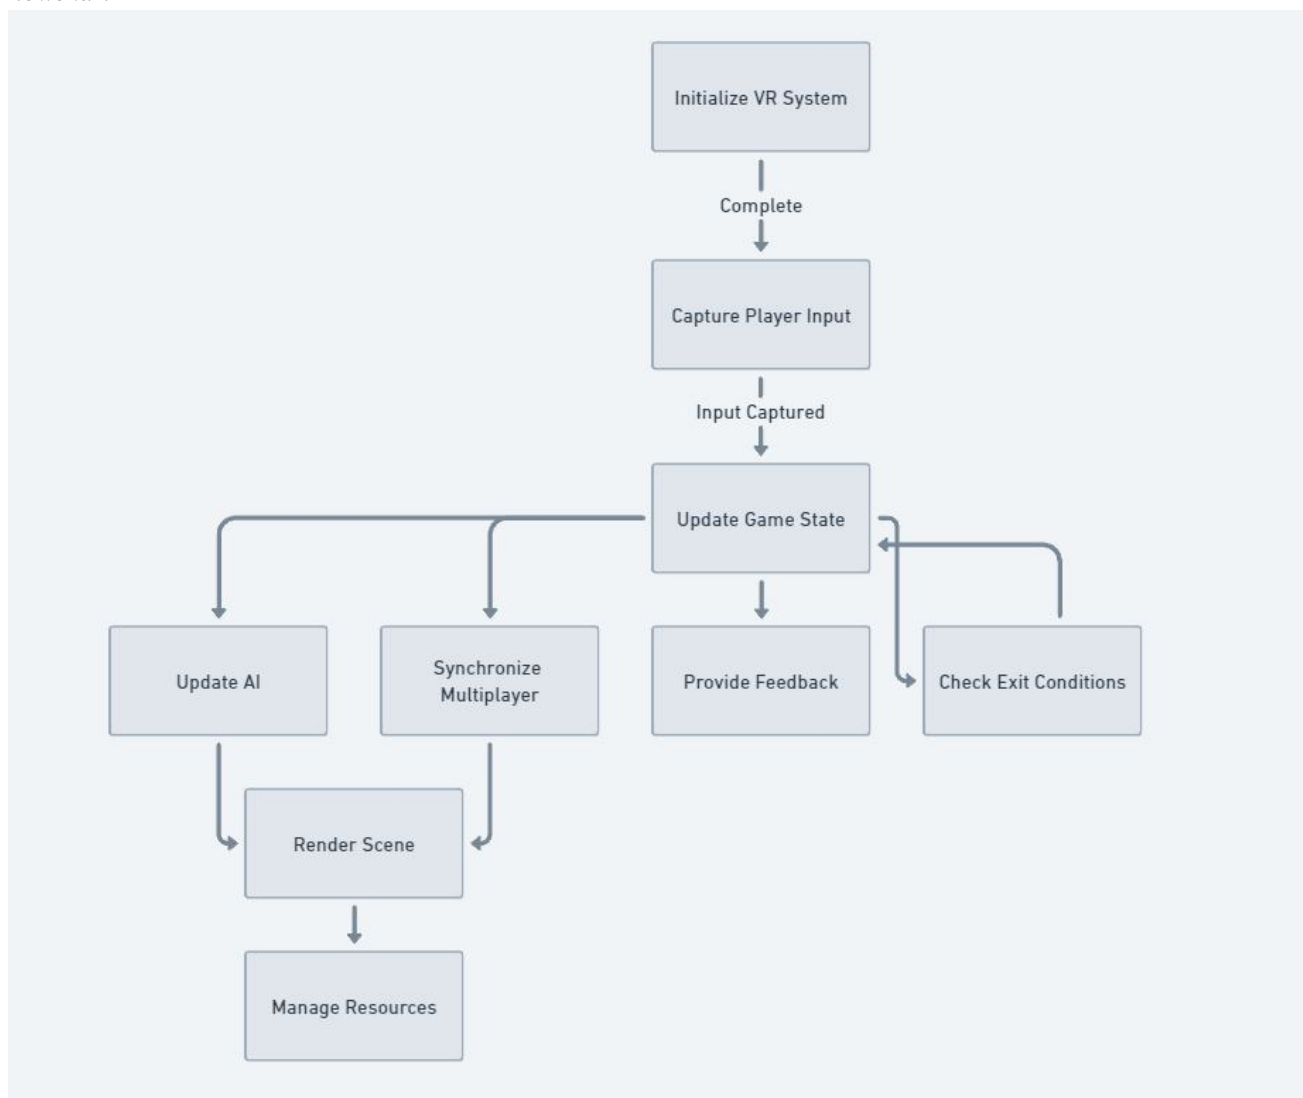 Initialize VR System
Complete
Capture Player Input
Input Captured
Update Game State
Update AI
Synchronize
Multiplayer
Provide Feedback
Check Exit Conditions
Render Scene
Manage Resources